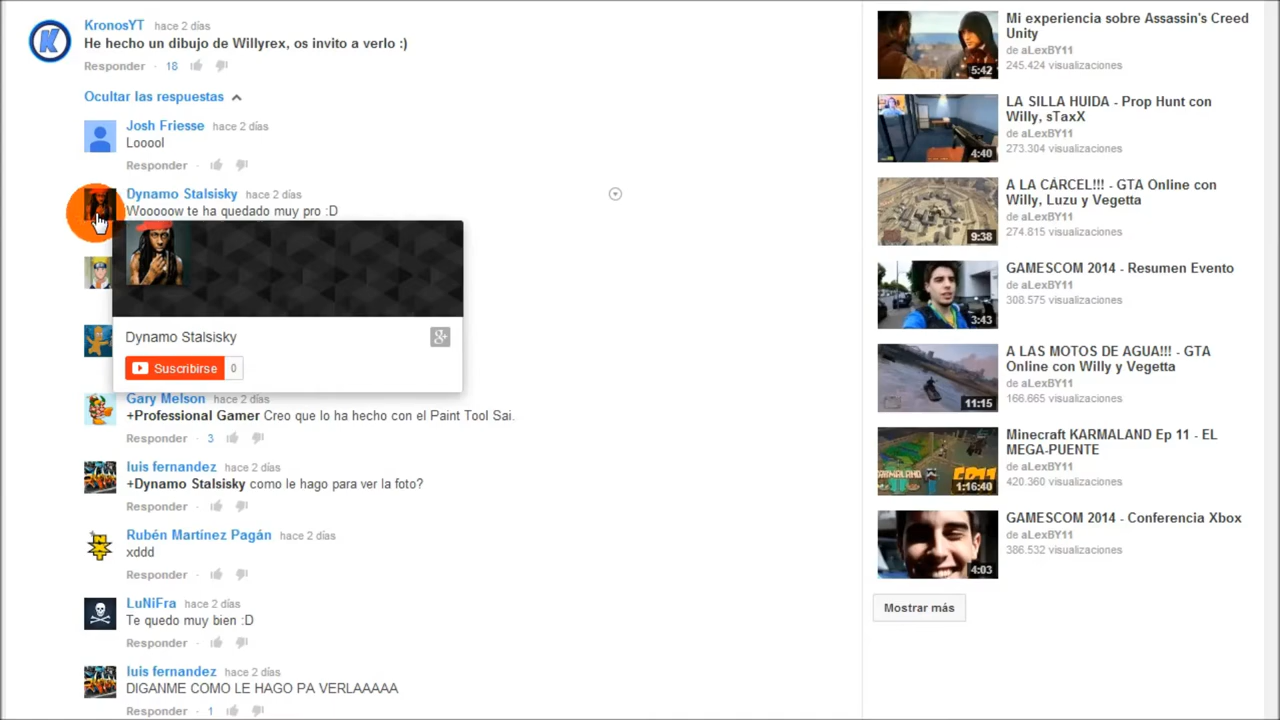 KronosYT hace 2 días
He hecho un dibujo de Willyrex, os invito a verlo :)
Responder · 18
Ocultar las respuestas
Josh Friesse hace 2 días
Looool
Responder ·
Dynamo Stalsisky hace 2 días
Wooooow te ha quedado muy pro :D
Dynamo Stalsisky
g+
Suscribirse 0
Gary Melson hace 2 días
+Professional Gamer Creo que lo ha hecho con el Paint Tool Sai.
Responder · 3
luis fernandez hace 2 días
+Dynamo Stalsisky como le hago para ver la foto?
Responder ·
Rubén Martínez Pagán hace 2 días
xddd
Responder ·
LuNiFra hace 2 días
Te quedo muy bien :D
Responder ·
luis fernandez hace 2 días
DIGANME COMO LE HAGO PA VERLAAAAA
Responder · 1
5:42
Mi experiencia sobre Assassin's Creed
Unity
de aLexBY11
245.424 visualizaciones
4:40
LA SILLA HUIDA - Prop Hunt con
Willy, sTaxX
de aLexBY11
273.304 visualizaciones
9:38
A LA CÁRCEL!!! - GTA Online con
Willy, Luzu y Vegetta
de aLexBY11
274.815 visualizaciones
3:43
GAMESCOM 2014 - Resumen Evento
de aLexBY11
308.575 visualizaciones
11:15
A LAS MOTOS DE AGUA!!! - GTA
Online con Willy y Vegetta
de aLexBY11
166.665 visualizaciones
KARMALAND
EP11
1:16:40
Minecraft KARMALAND Ep 11 - EL
MEGA-PUENTE
de aLexBY11
420.360 visualizaciones
4:03
GAMESCOM 2014 - Conferencia Xbox
de aLexBY11
386.532 visualizaciones
Mostrar más